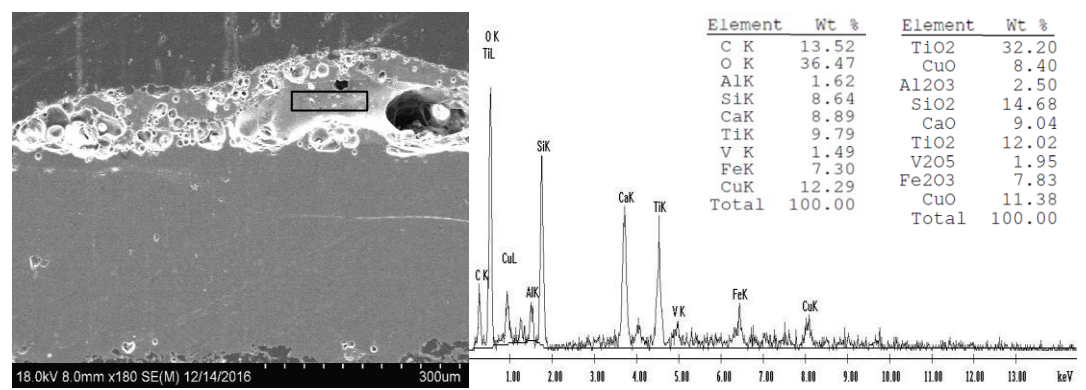 18.0kV 8.0mm x180 SE(M) 12/14/2016 300um
O K
TiL
C K
CuL
AlK
SiK
CaK
TiK
V K
FeK
CuK
1.00 2.00 3.00 4.00 5.00 6.00 7.00 8.00 9.00 10.00 11.00 12.00 13.00 keV
Element Wt %
C K 13.52
O K 36.47
AlK 1.62
SiK 8.64
CaK 8.89
TiK 9.79
V K 1.49
FeK 7.30
CuK 12.29
Total 100.00
Element Wt %
TiO2 32.20
CuO 8.40
Al2O3 2.50
SiO2 14.68
CaO 9.04
TiO2 12.02
V2O5 1.95
Fe2O3 7.83
CuO 11.38
Total 100.00